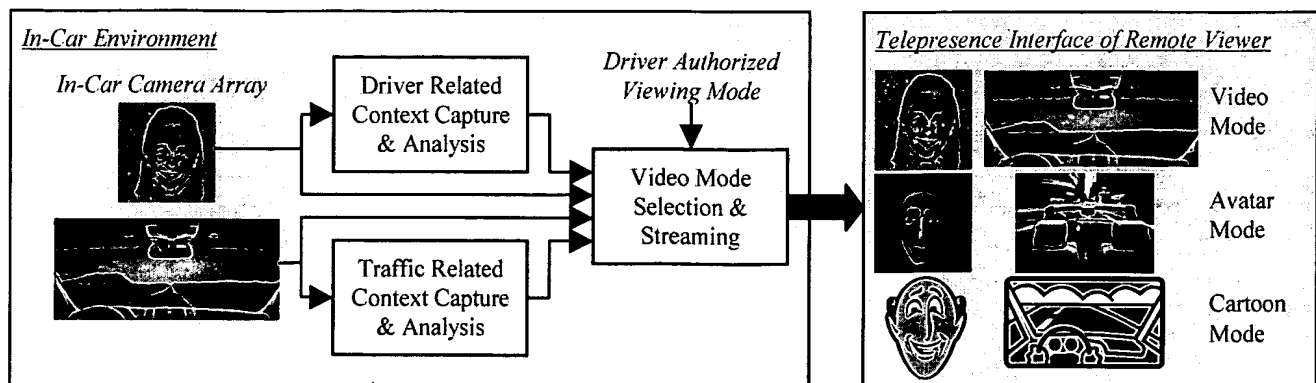 In-Car Environment
In-Car Camera Array
Driver Related
Context Capture
& Analysis
Traffic Related
Context Capture
& Analysis
Driver Authorized
Viewing Mode
Video Mode
Selection &
Streaming
Telepresence Interface of Remote Viewer
Video
Mode
Avatar
Mode
Cartoon
Mode